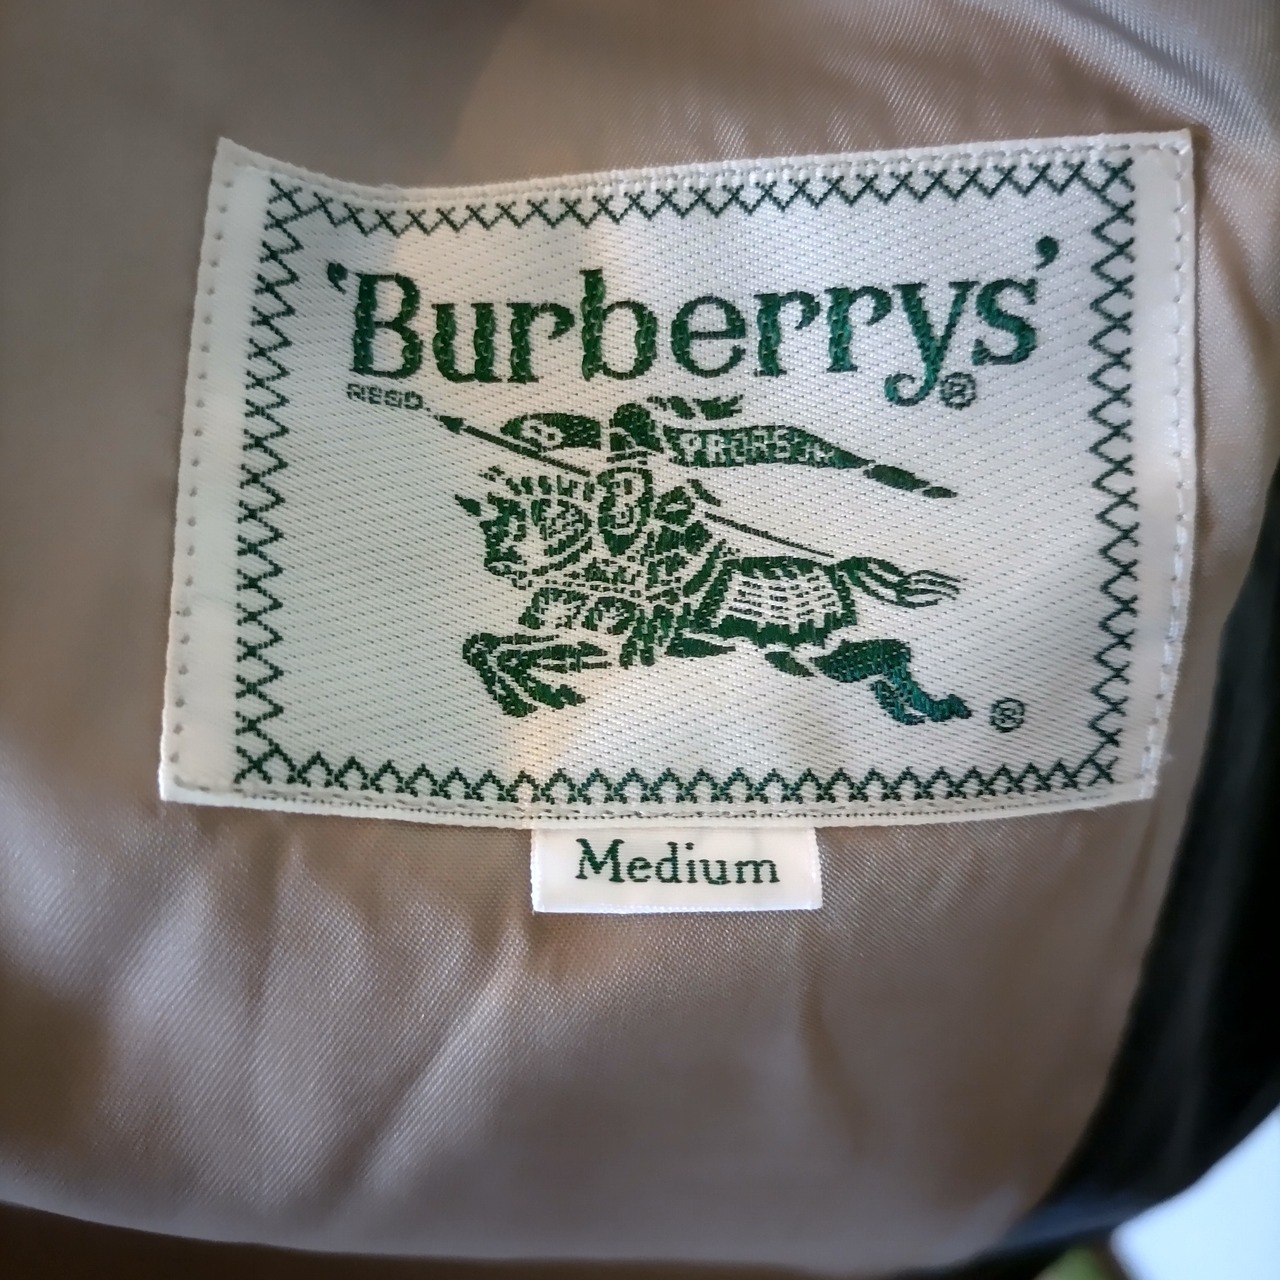 'Burberrys'®
REGD.
PRORSUM
®
Medium